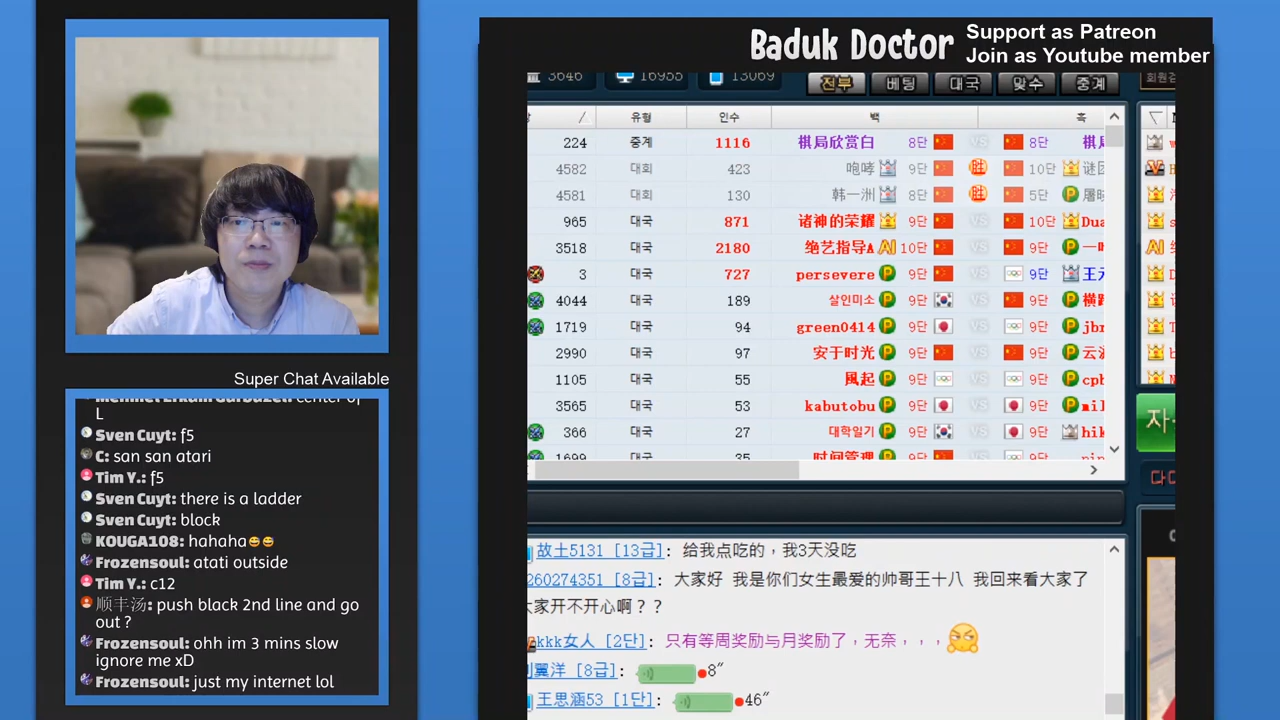 Baduk Doctor
Support as Patreon
Join as Youtube member
3646 16955 13069 전부 베팅 대국 맞수 중계
유형 인수 백 흑
224 중계 1116 棋局欣赏白 8단 VS 8단
4582 대회 423 咆哮 9단 胜 10단
4581 대회 130 韩一洲 8단 胜 5단
965 대국 871 诸神的荣耀 9단 VS 10단 Dua
3518 대국 2180 绝艺指导A AI 10단 VS 9단 P AI
3 대국 727 persevere P 9단 VS 9단
4044 대국 189 살인미소 P 9단 VS 9단 P
1719 대국 94 green0414 P 9단 VS 9단 P
2990 대국 97 安于时光 P 9단 VS 9단 P
1105 대국 55 風起 P 9단 VS 9단 P cpb
3565 대국 53 kabutobu P 9단 VS 9단 P mil
366 대국 27 대학일기 P 9단 VS 9단 hik
Super Chat Available
center of
L
Sven Cuyt: f5
C: san san atari
Tim Y.: f5
Sven Cuyt: there is a ladder
Sven Cuyt: block
KOUGA108: hahaha😅😅
Frozensoul: atati outside
Tim Y.: c12
顺丰汤: push black 2nd line and go
out ?
Frozensoul: ohh im 3 mins slow
ignore me xD
Frozensoul: just my internet lol
故土5131 [13급]: 给我点吃的，我3天没吃
260274351 [8급]: 大家好 我是你们女生最爱的帅哥王十八 我回来看大家了
大家开不开心啊？？
kkk女人 [2단]: 只有等周奖励与月奖励了，无奈，，，
翼洋 [8급]: 8″
王思涵53 [1단]: 46″